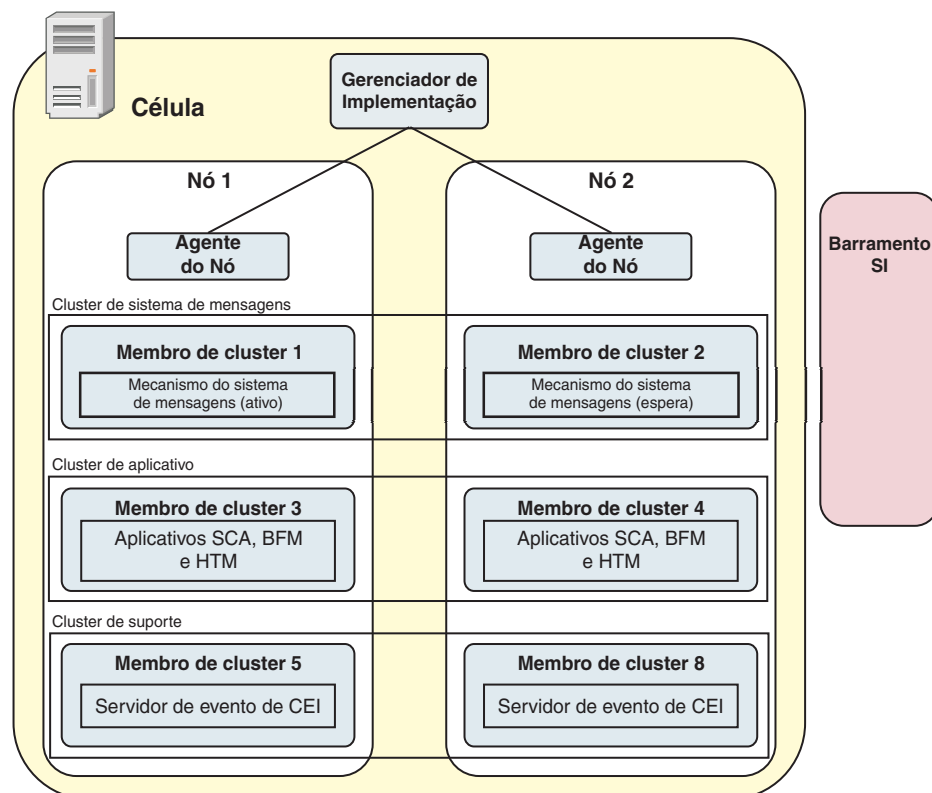 Gerenciador de
Implementação
Célula
Nó 1
Nó 2
Agente
do Nó
Agente
do Nó
Barramento
SI
Cluster de sistema de mensagens
Membro de cluster 1
Mecanismo do sistema
de mensagens (ativo)
Membro de cluster 2
Mecanismo do sistema
de mensagens (espera)
Cluster de aplicativo
Membro de cluster 3
Aplicativos SCA, BFM
e HTM
Membro de cluster 4
Aplicativos SCA, BFM
e HTM
Cluster de suporte
Membro de cluster 5
Servidor de evento de CEI
Membro de cluster 8
Servidor de evento de CEI